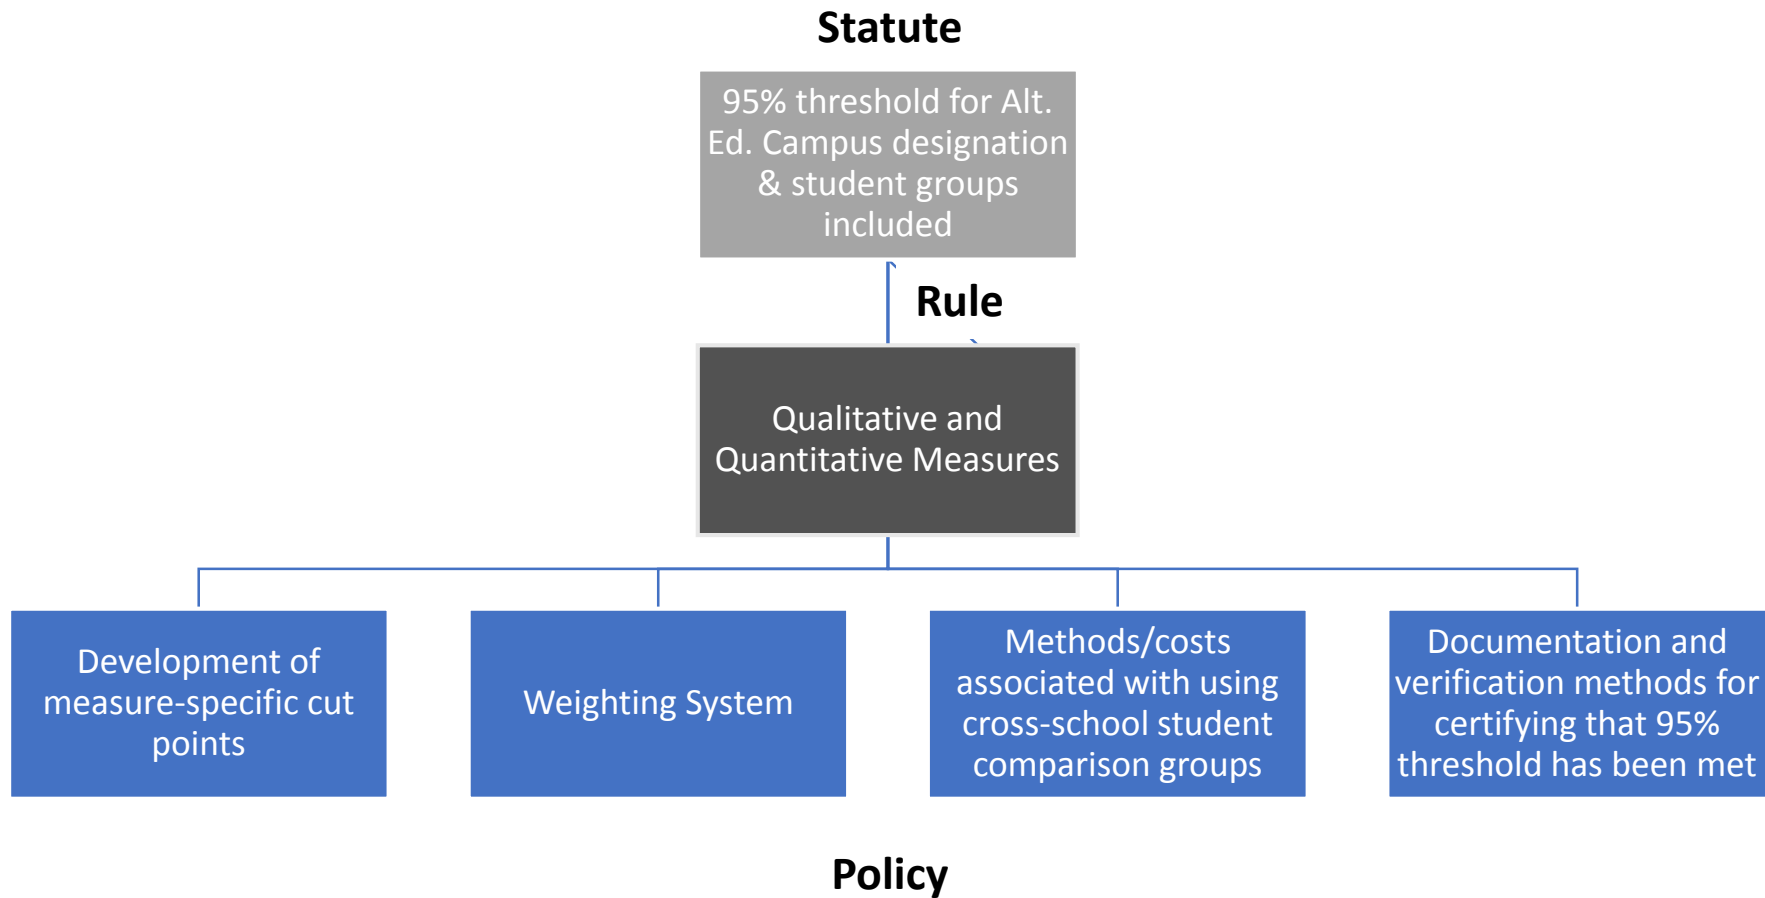 Statute
95% threshold for Alt.
Ed. Campus designation
& student groups
included
Rule
Qualitative and
Quantitative Measures
Development of
measure-specific cut
points
Weighting System
Methods/costs
associated with using
cross-school student
comparison groups
Documentation and
verification methods for
certifying that 95%
threshold has been met
Policy